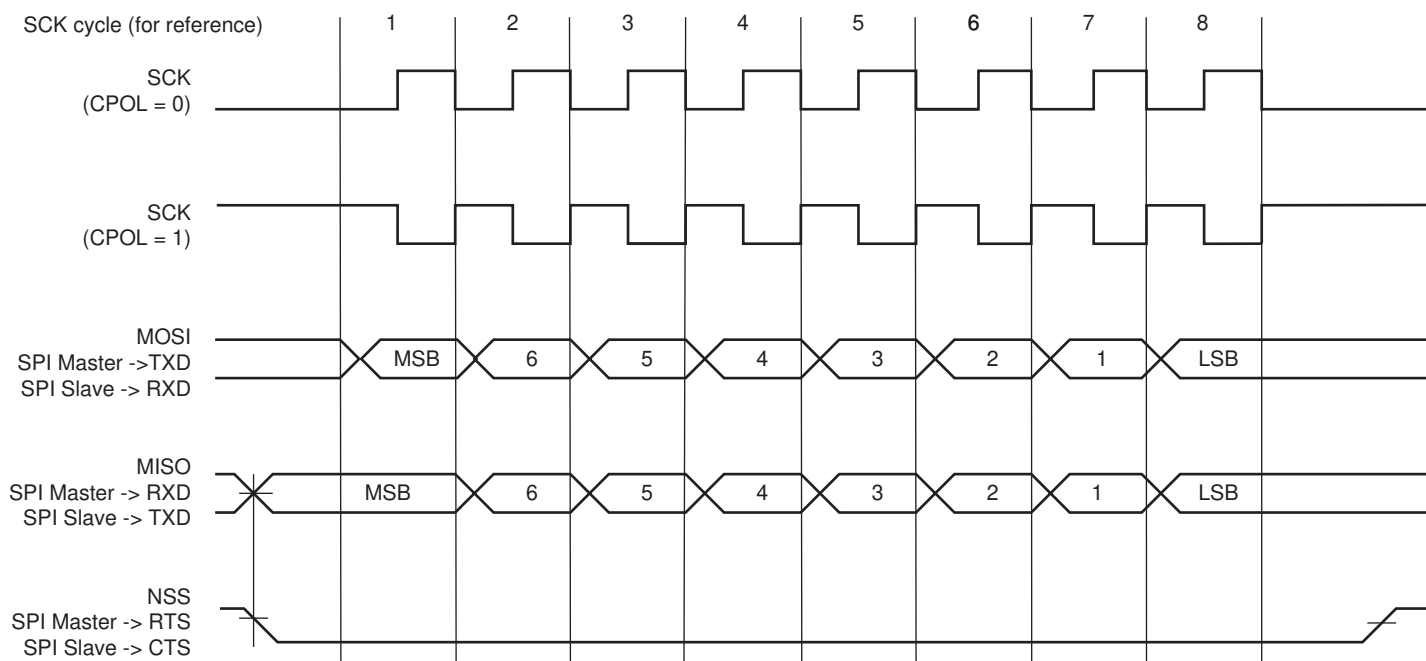 SCK cycle (for reference) 1 2 3 4 5 6 7 8
SCK
(CPOL = 0)
SCK
(CPOL = 1)
MOSI
SPI Master ->TXD
SPI Slave -> RXD
MSB 6 5 4 3 2 1 LSB
MISO
SPI Master -> RXD
SPI Slave -> TXD
MSB 6 5 4 3 2 1 LSB
NSS
SPI Master -> RTS
SPI Slave -> CTS